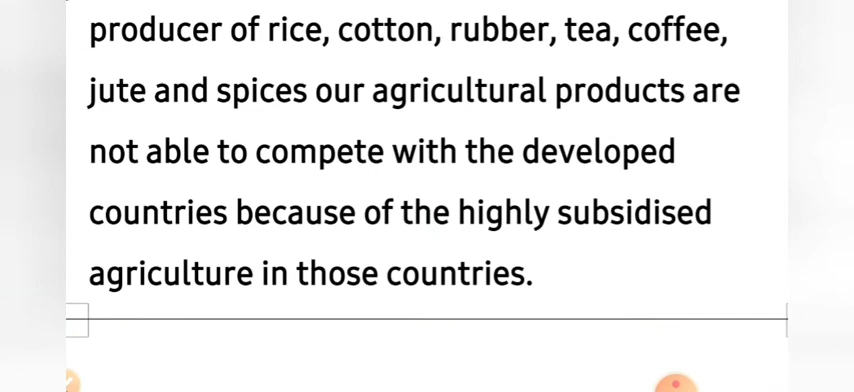 producer of rice, cotton, rubber, tea, coffee,
jute and spices our agricultural products are
not able to compete with the developed
countries because of the highly subsidised
agriculture in those countries.